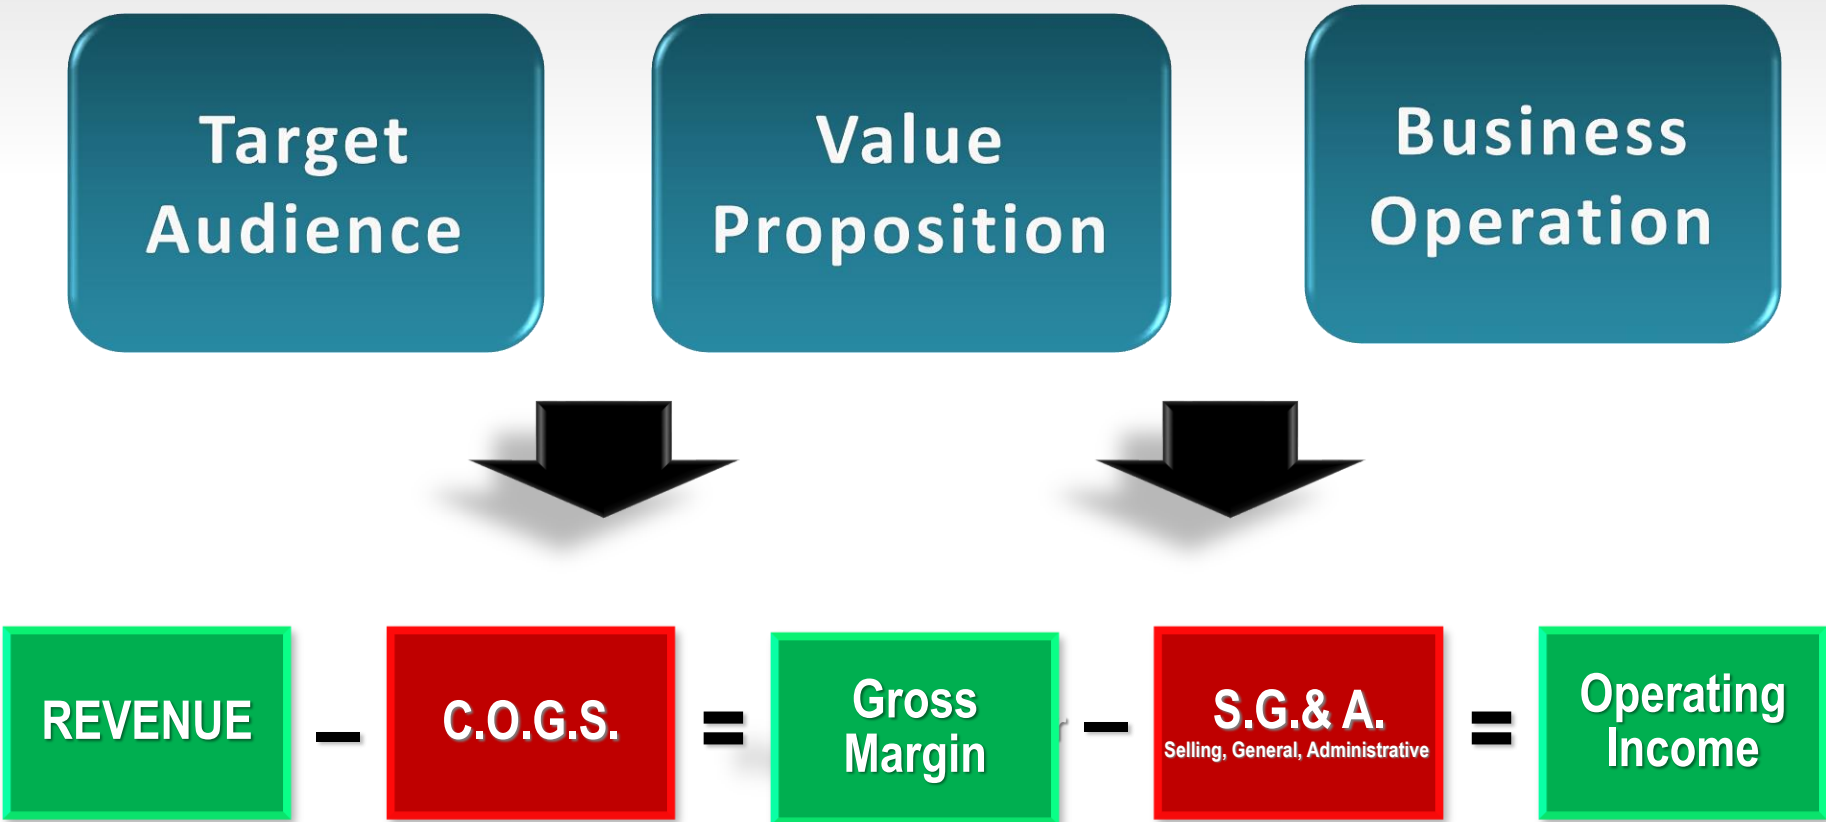 Target
Audience
Value
Proposition
Business
Operation
REVENUE
–
C.O.G.S.
=
Gross
Margin
–
S.G.& A.
Selling, General, Administrative
=
Operating
Income